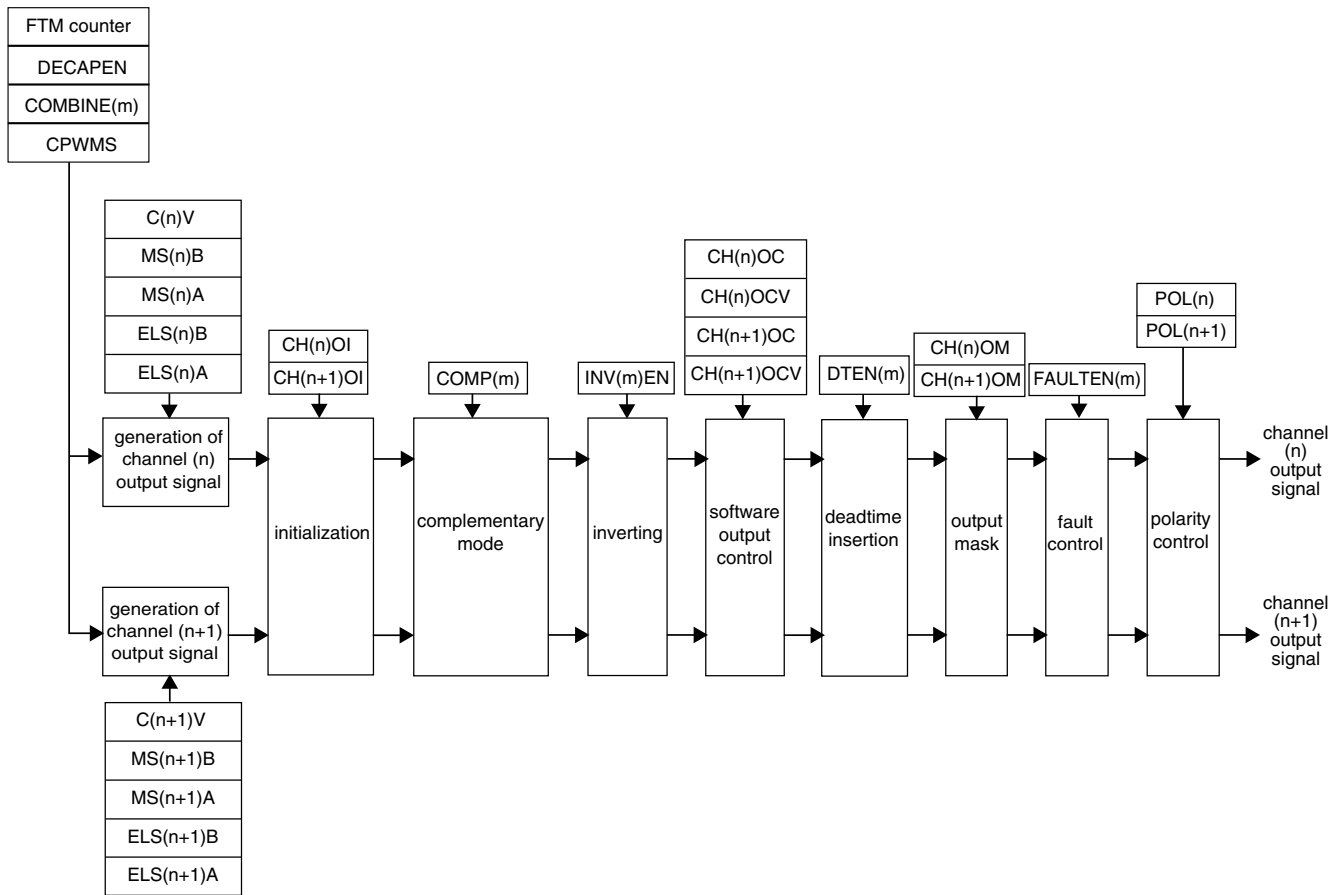 FTM counter
DECAPEN
COMBINE(m)
CPWMS
C(n)V
MS(n)B
MS(n)A
ELS(n)B
ELS(n)A
CH(n)OI
CH(n+1)OI
COMP(m)
INV(m)EN
CH(n)OC
CH(n)OCV
CH(n+1)OC
CH(n+1)OCV
DTEN(m)
CH(n)OM
CH(n+1)OM
FAULTEN(m)
POL(n)
POL(n+1)
generation of
channel (n)
output signal
initialization
complementary
mode
inverting
software
output
control
deadtime
insertion
output
mask
fault
control
polarity
control
channel
(n)
output
signal
generation of
channel (n+1)
output signal
channel
(n+1)
output
signal
C(n+1)V
MS(n+1)B
MS(n+1)A
ELS(n+1)B
ELS(n+1)A